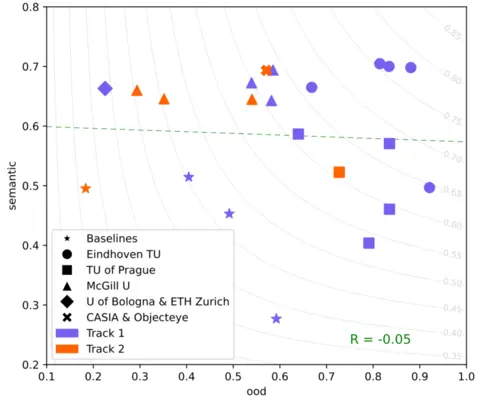 0.8
0.7
0.6
0.5
0.4
0.3
0.2
semantic
0.85
0.80
0.75
0.70
0.65
0.60
0.55
0.50
0.45
0.40
0.35
Baselines
Eindhoven TU
TU of Prague
McGill U
U of Bologna & ETH Zurich
CASIA & Objecteye
Track 1
Track 2
R = -0.05
0.1 0.2 0.3 0.4 0.5 0.6 0.7 0.8 0.9 1.0
ood